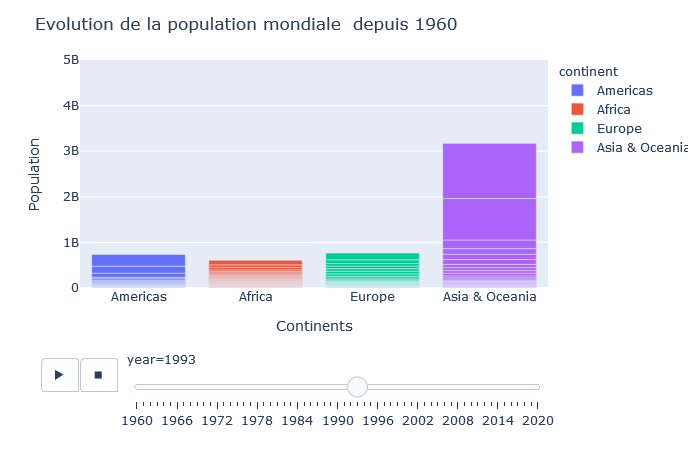 Evolution de la population mondiale  depuis 1960
5B
4B
3B
2B
1B
0
Population
Americas
Africa
Europe
Asia & Oceania
Continents
continent
Americas
Africa
Europe
Asia & Oceania
year=1993
1960 1966 1972 1978 1984 1990 1996 2002 2008 2014 2020